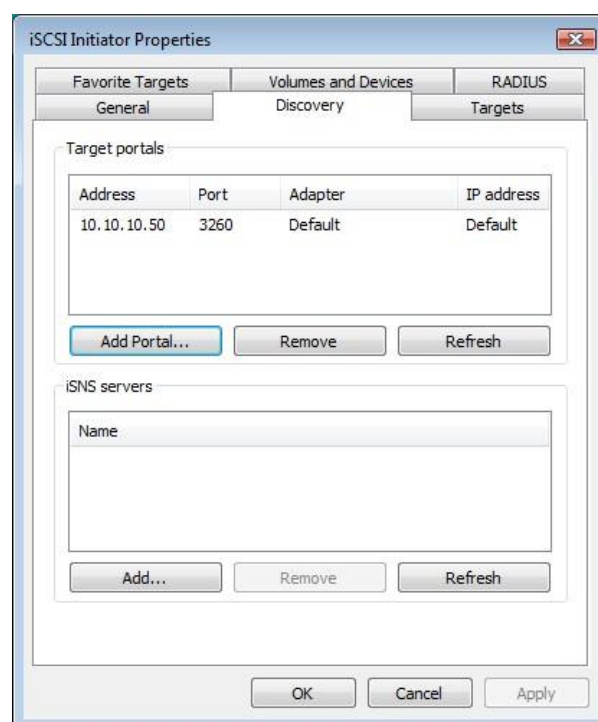 iSCSI Initiator Properties
Favorite Targets Volumes and Devices RADIUS
General Discovery Targets
Target portals
Address Port Adapter IP address
10.10.10.50 3260 Default Default
Add Portal... Remove Refresh
iSNS servers
Name
Add... Remove Refresh
OK Cancel Apply